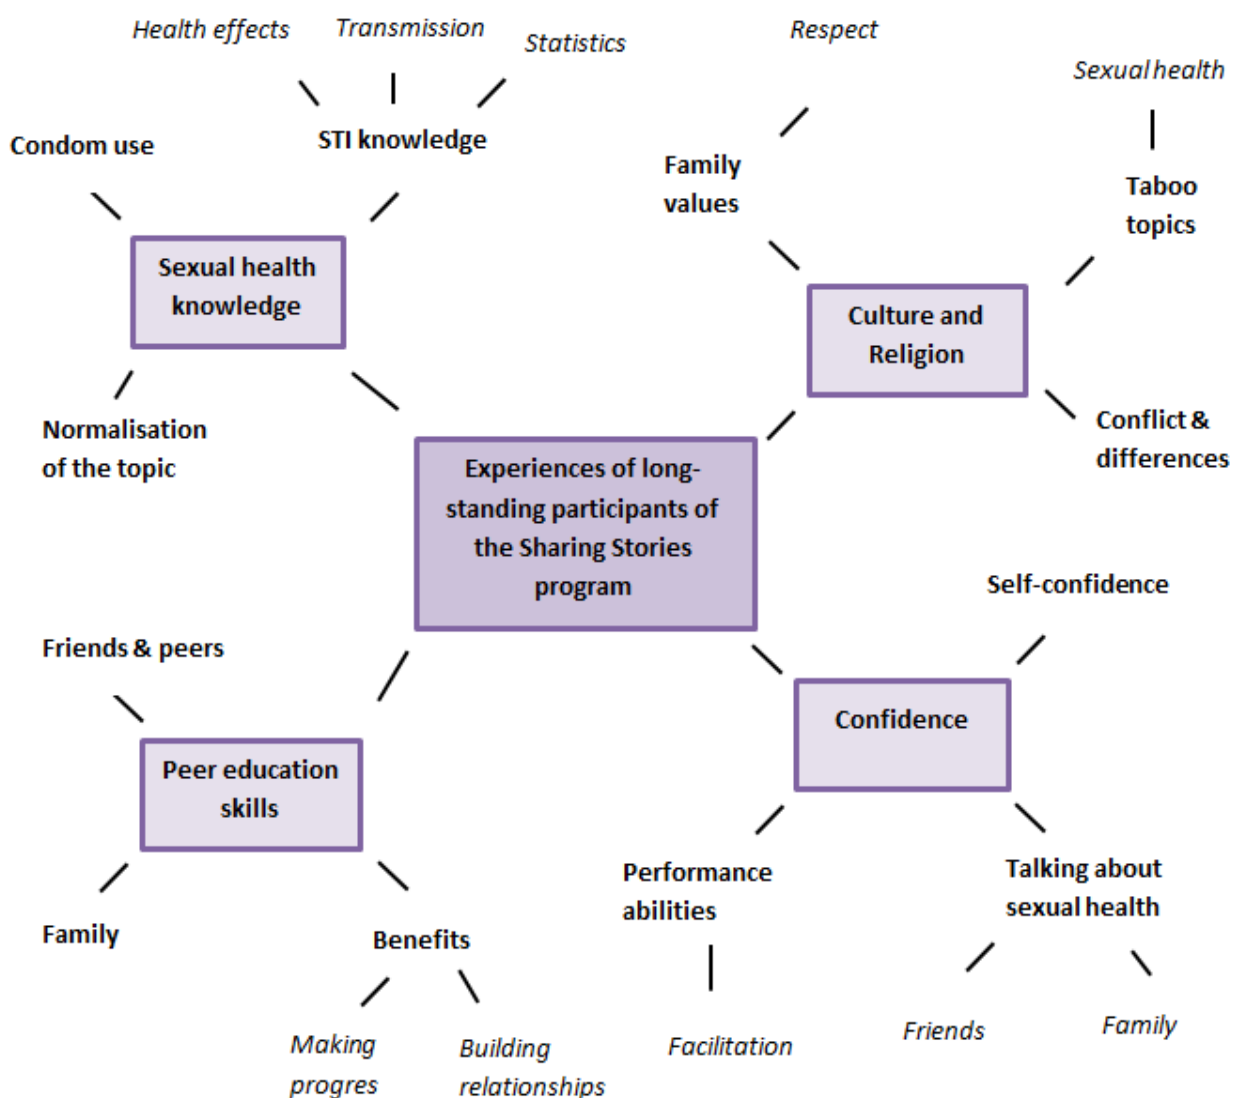 Health effects
Transmission
Statistics
Respect
Sexual health
Condom use
STI knowledge
Family
values
Taboo
topics
Sexual health
knowledge
Culture and
Religion
Normalisation
of the topic
Conflict &
differences
Experiences of long-
standing participants of
the Sharing Stories
program
Self-confidence
Friends & peers
Confidence
Peer education
skills
Performance
abilities
Talking about
sexual health
Family
Benefits
Making
progres
Building
relationships
Facilitation
Friends
Family